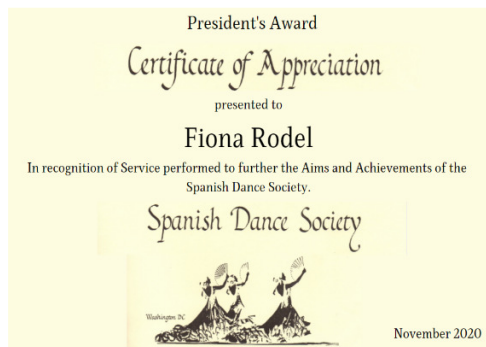 President's Award
Certificate of Appreciation
presented to
Fiona Rodel
In recognition of Service performed to further the Aims and Achievements of the
Spanish Dance Society.
Spanish Dance Society
Washington DC
November 2020